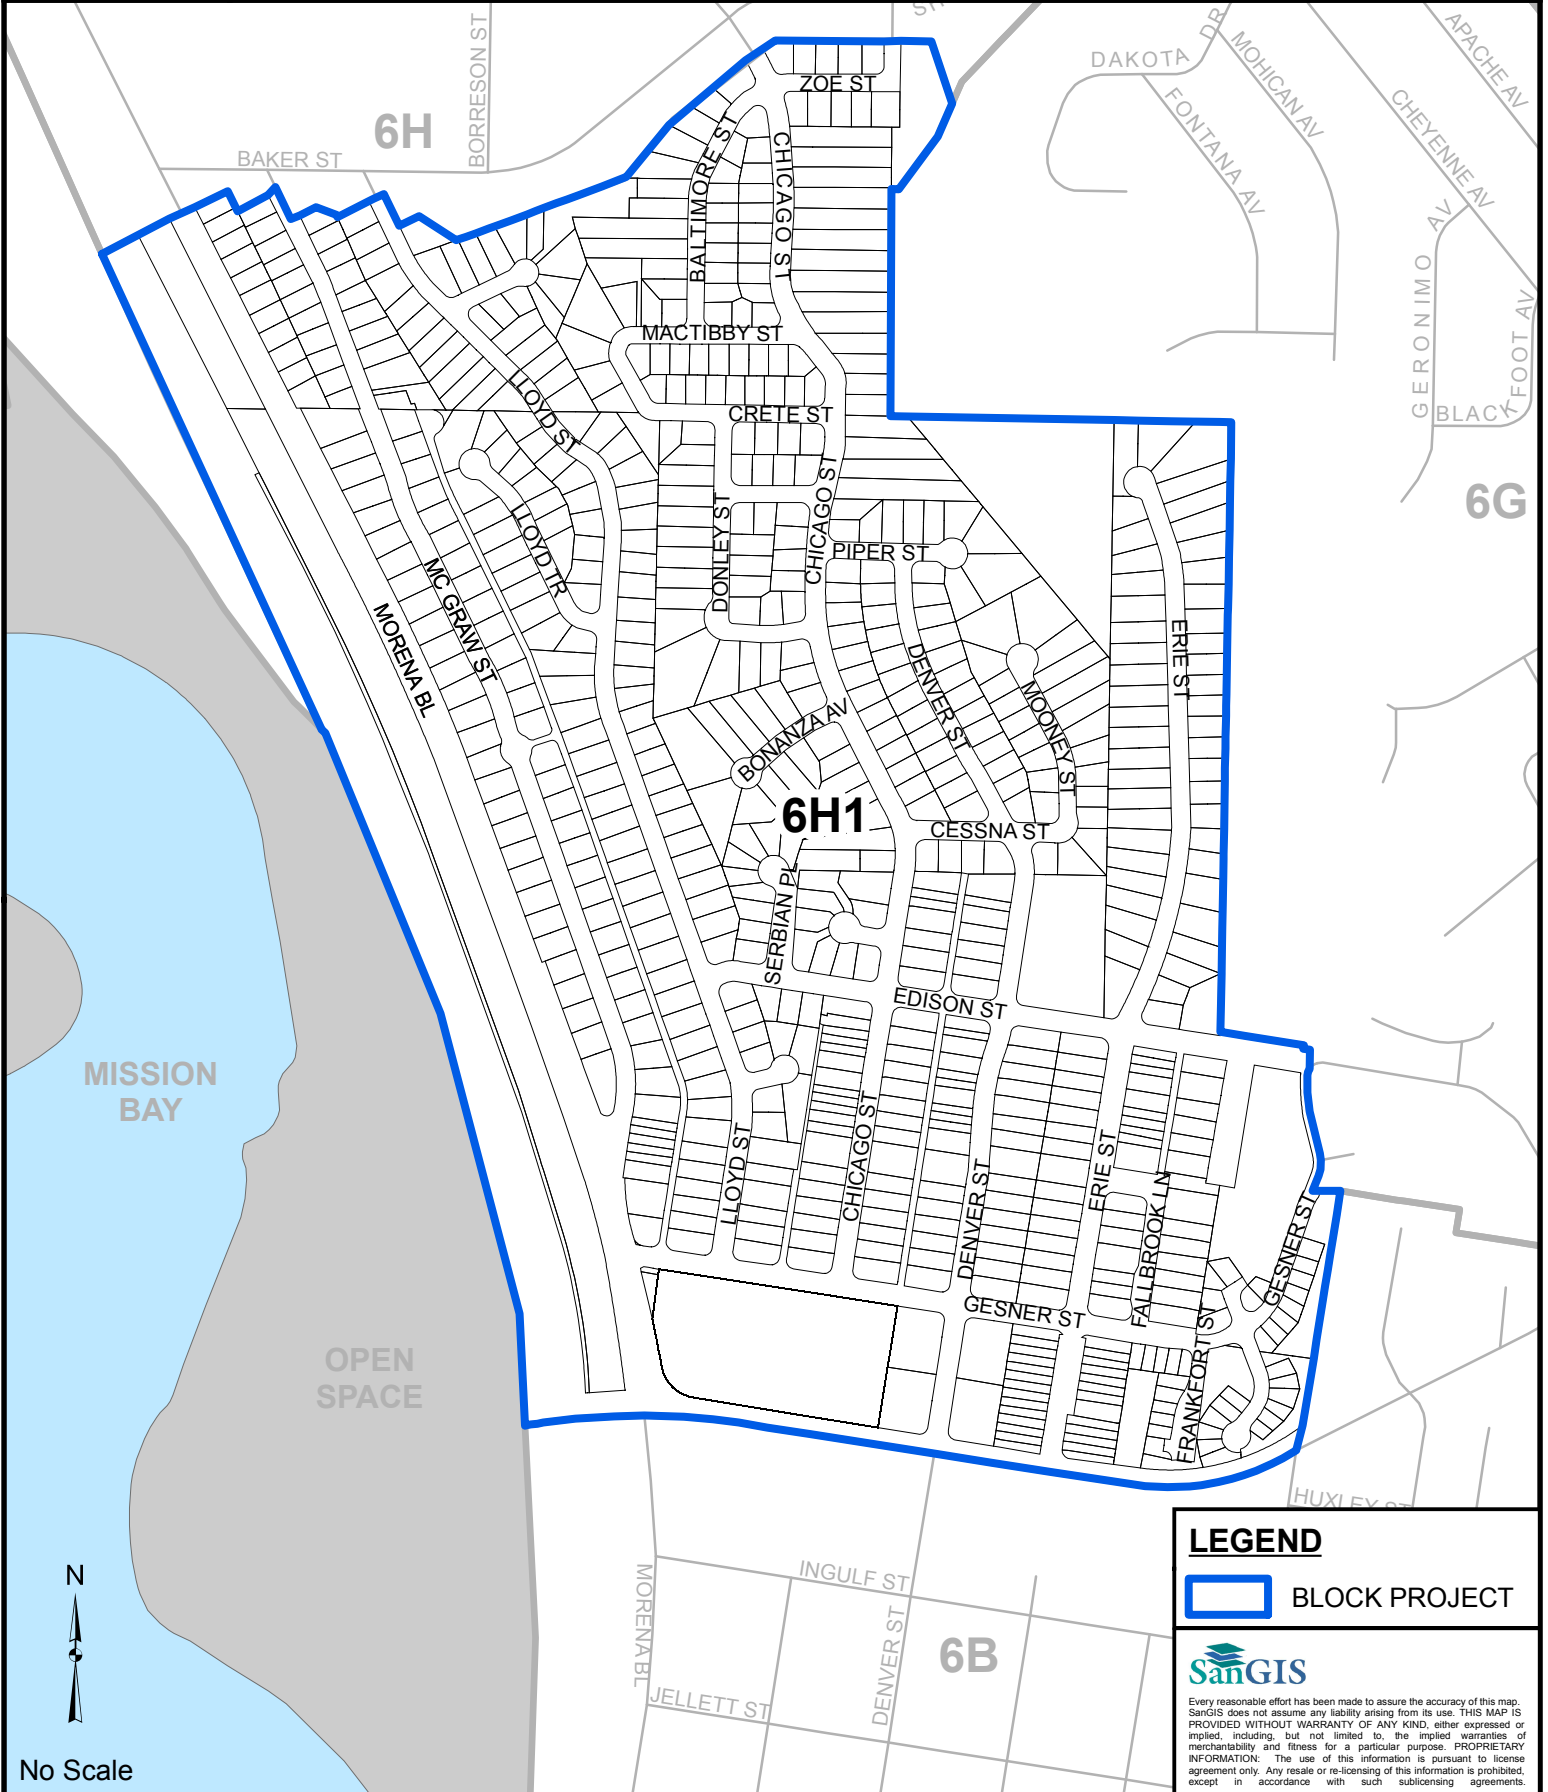 DAKOTA
DR
MOHICAN AV
APACHE AV
FONTANA AV
CHEYENNE AV
6H
BORRESON ST
BAKER ST
ZOE ST
BALTIMORE ST
CHICAGO ST
GERONIMO
AV
BLACKFOOT AV
MACTIBBY ST
LLOYD ST
CRETE ST
6G
LLOYD TR
DONLEY ST
CHICAGO ST
PIPER ST
MC GRAW ST
MORENA BL
DENVER ST
MOONEY ST
ERIE ST
BONANZA AV
6H1
CESSNA ST
SERBIAN PL
EDISON ST
MISSION
BAY
LLOYD ST
CHICAGO ST
DENVER ST
ERIE ST
FALLBROOK LN
GESNER ST
GESNER ST
FRANKFORT ST
OPEN
SPACE
HUXLEY ST
INGULF ST
MORENA BL
DENVER ST
6B
JELLETT ST
N
No Scale
LEGEND
BLOCK PROJECT
SanGIS
Every reasonable effort has been made to assure the accuracy of this map.
SanGIS does not assume any liability arising from its use. THIS MAP IS
PROVIDED WITHOUT WARRANTY OF ANY KIND, either expressed or
implied, including, but not limited to, the implied warranties of
merchantability and fitness for a particular purpose. PROPRIETARY
INFORMATION: The use of this information is pursuant to license
agreement only. Any resale or re-licensing of this information is prohibited,
except in accordance with such sublicensing agreements.